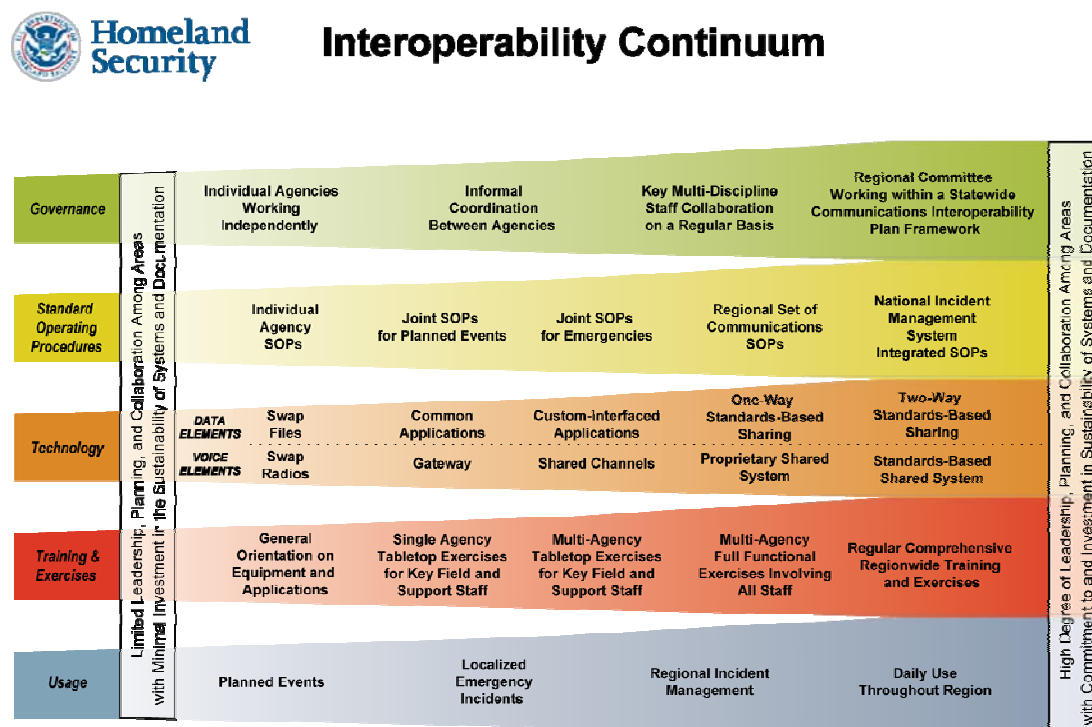 Homeland
Security
Interoperability Continuum
Limited Leadership, Planning, and Collaboration Among Areas
with Minimal Investment in the Sustainability of Systems and Documentation
Governance
Individual Agencies
Working
Independently
Informal
Coordination
Between Agencies
Key Multi-Discipline
Staff Collaboration
on a Regular Basis
Regional Committee
Working within a Statewide
Communications Interoperability
Plan Framework
Standard
Operating
Procedures
Individual
Agency
SOPs
Joint SOPs
for Planned Events
Joint SOPs
for Emergencies
Regional Set of
Communications
SOPs
National Incident
Management
System
Integrated SOPs
Technology
DATA
ELEMENTS
Swap
Files
Common
Applications
Custom-Interfaced
Applications
One-Way
Standards-Based
Sharing
Two-Way
Standards-Based
Sharing
VOICE
ELEMENTS
Swap
Radios
Gateway
Shared Channels
Proprietary Shared
System
Standards-Based
Shared System
Training &
Exercises
General
Orientation on
Equipment and
Applications
Single Agency
Tabletop Exercises
for Key Field and
Support Staff
Multi-Agency
Tabletop Exercises
for Key Field and
Support Staff
Multi-Agency
Full Functional
Exercises Involving
All Staff
Regular Comprehensive
Regionwide Training
and Exercises
Usage
Planned Events
Localized
Emergency
Incidents
Regional Incident
Management
Daily Use
Throughout Region
High Degree of Leadership, Planning, and Collaboration Among Areas
with Commitment to and Investment in Sustainability of Systems and Documentation